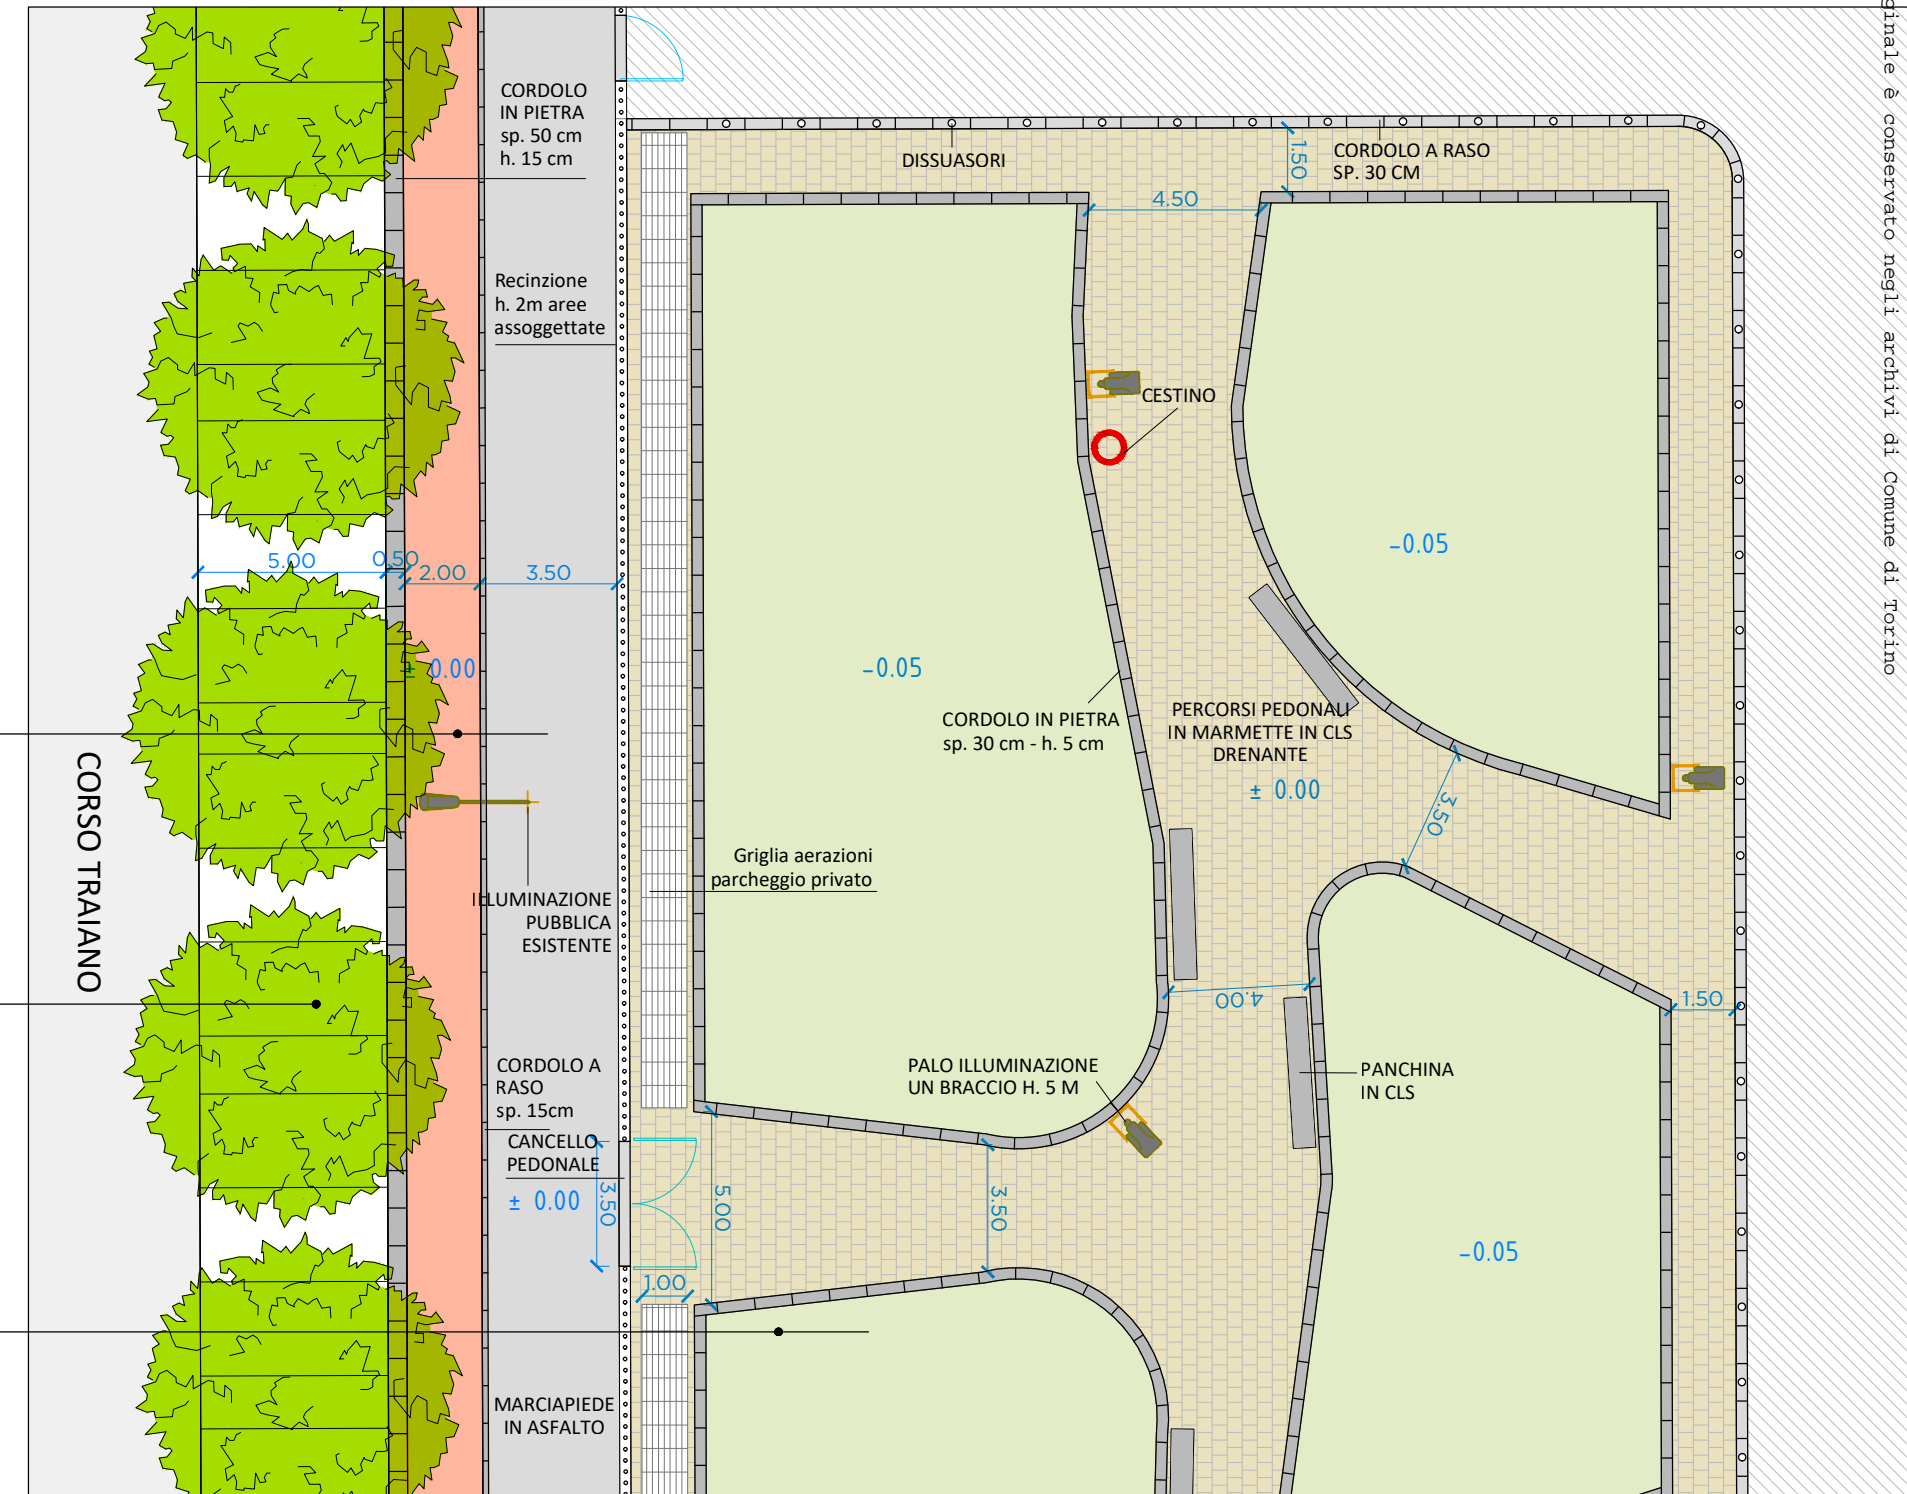 CORDOLO
IN PIETRA
sp. 50 cm
h. 15 cm
DISSUASORI
1.50
CORDOLO A RASO
SP. 30 CM
4.50
Recinzione
h. 2m aree
assoggettate
CESTINO
-0.05
5.00
0.50
2.00
3.50
± 0.00
-0.05
CORDOLO IN PIETRA
sp. 30 cm - h. 5 cm
PERCORSI PEDONALI
IN MARMETTE IN CLS
DRENANTE
± 0.00
3.50
CORSO TRAIANO
Griglia aerazioni
parcheggio privato
ILLUMINAZIONE
PUBBLICA
ESISTENTE
4.00
1.50
CORDOLO A
RASO
sp. 15cm
PALO ILLUMINAZIONE
UN BRACCIO H. 5 M
PANCHINA
IN CLS
CANCELLO
PEDONALE
± 0.00
3.50
5.00
3.50
-0.05
1.00
MARCIAPIEDE
IN ASFALTO
è conservato negli archivi di Comune di Torino